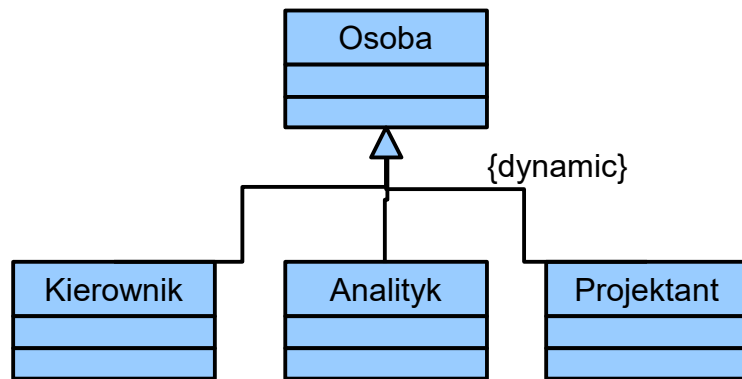 Osoba
{dynamic}
Kierownik
Analityk
Projektant